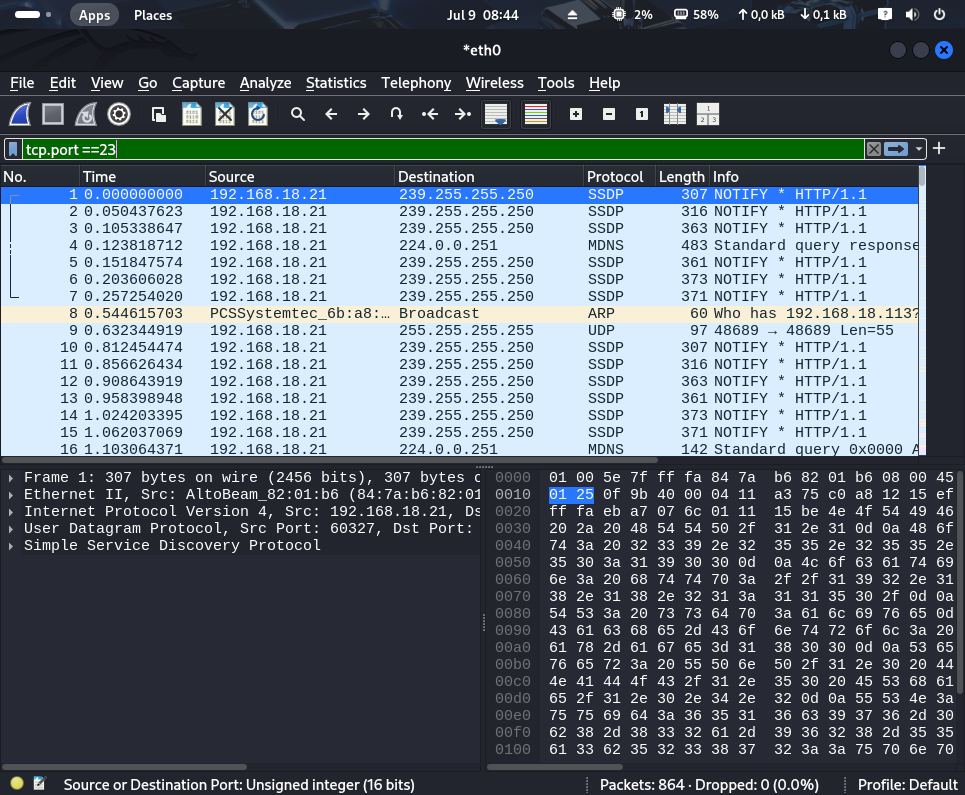 Apps Places Jul 9 08:44 2% 58% 0,0 kB 0,1 kB
*eth0
File Edit View Go Capture Analyze Statistics Telephony Wireless Tools Help
tcp.port ==23
No. Time Source Destination Protocol Length Info
1 0.000000000 192.168.18.21 239.255.255.250 SSDP 307 NOTIFY * HTTP/1.1
2 0.050437623 192.168.18.21 239.255.255.250 SSDP 316 NOTIFY * HTTP/1.1
3 0.105338647 192.168.18.21 239.255.255.250 SSDP 363 NOTIFY * HTTP/1.1
4 0.123818712 192.168.18.21 224.0.0.251 MDNS 483 Standard query response
5 0.151847574 192.168.18.21 239.255.255.250 SSDP 361 NOTIFY * HTTP/1.1
6 0.203606028 192.168.18.21 239.255.255.250 SSDP 373 NOTIFY * HTTP/1.1
7 0.257254020 192.168.18.21 239.255.255.250 SSDP 371 NOTIFY * HTTP/1.1
8 0.544615703 PCSSystemtec_6b:a8:… Broadcast ARP 60 Who has 192.168.18.113?
9 0.632344919 192.168.18.21 255.255.255.255 UDP 97 48689 → 48689 Len=55
10 0.812454474 192.168.18.21 239.255.255.250 SSDP 307 NOTIFY * HTTP/1.1
11 0.856626434 192.168.18.21 239.255.255.250 SSDP 316 NOTIFY * HTTP/1.1
12 0.908643919 192.168.18.21 239.255.255.250 SSDP 363 NOTIFY * HTTP/1.1
13 0.958398948 192.168.18.21 239.255.255.250 SSDP 361 NOTIFY * HTTP/1.1
14 1.024203395 192.168.18.21 239.255.255.250 SSDP 373 NOTIFY * HTTP/1.1
15 1.062037069 192.168.18.21 239.255.255.250 SSDP 371 NOTIFY * HTTP/1.1
16 1.103064371 192.168.18.21 224.0.0.251 MDNS 142 Standard query 0x0000 A
Frame 1: 307 bytes on wire (2456 bits), 307 bytes c
Ethernet II, Src: AltoBeam_82:01:b6 (84:7a:b6:82:01
Internet Protocol Version 4, Src: 192.168.18.21, Ds
User Datagram Protocol, Src Port: 60327, Dst Port:
Simple Service Discovery Protocol
0000 01 00 5e 7f ff fa 84 7a b6 82 01 b6 08 00 45
0010 01 25 0f 9b 40 00 04 11 a3 75 c0 a8 12 15 ef
0020 ff fa eb a7 07 6c 01 11 15 be 4e 4f 54 49 46
0030 20 2a 20 48 54 54 50 2f 31 2e 31 0d 0a 48 6f
0040 74 3a 20 32 33 39 2e 32 35 35 2e 32 35 35 2e
0050 35 30 3a 31 39 30 30 0d 0a 4c 6f 63 61 74 69
0060 6e 3a 20 68 74 74 70 3a 2f 2f 31 39 32 2e 31
0070 38 2e 31 38 2e 32 31 3a 31 31 35 30 2f 0d 0a
0080 54 53 3a 20 73 73 64 70 3a 61 6c 69 76 65 0d
0090 43 61 63 68 65 2d 43 6f 6e 74 72 6f 6c 3a 20
00a0 61 78 2d 61 67 65 3d 31 38 30 30 0d 0a 53 65
00b0 76 65 72 3a 20 55 50 6e 50 2f 31 2e 30 20 44
00c0 4e 41 44 4f 43 2f 31 2e 35 30 20 45 53 68 61
00d0 65 2f 31 2e 30 2e 34 2e 32 0d 0a 55 53 4e 3a
00e0 75 75 69 64 3a 36 35 31 36 63 39 37 36 2d 30
00f0 62 38 2d 38 33 32 61 2d 39 36 32 38 2d 35 35
0100 61 33 62 35 32 33 38 37 32 3a 3a 75 70 6e 70
Source or Destination Port: Unsigned integer (16 bits) Packets: 864 · Dropped: 0 (0.0%) Profile: Default